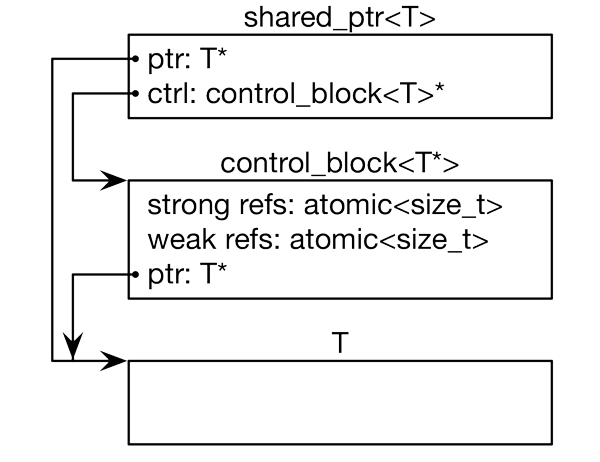 shared_ptr<T>
ptr: T*
ctrl: control_block<T>*
control_block<T*>
strong refs: atomic<size_t>
weak refs: atomic<size_t>
ptr: T*
T